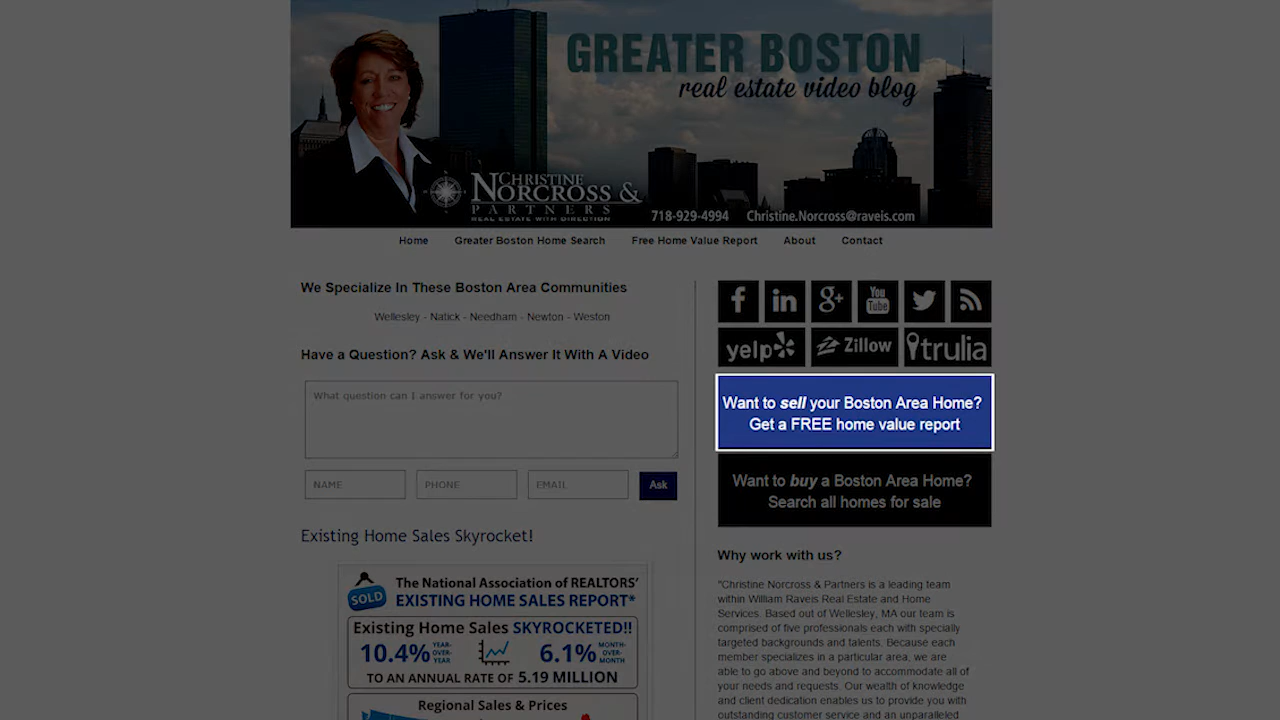 GREATER BOSTON
real estate video blog
CHRISTINE
NORCROSS &
PARTNERS
REAL ESTATE WITH DIRECTION
718-929-4994 Christine.Norcross@raveis.com
Home Greater Boston Home Search Free Home Value Report About Contact
We Specialize In These Boston Area Communities
Wellesley - Natick - Needham - Newton - Weston
Have a Question? Ask & We'll Answer It With A Video
What question can I answer for you?
NAME PHONE EMAIL Ask
Existing Home Sales Skyrocket!
The National Association of REALTORS'
SOLD
EXISTING HOME SALES REPORT*
Existing Home Sales SKYROCKETED!!
10.4% YEAR-OVER-YEAR 6.1% MONTH-OVER-MONTH
TO AN ANNUAL RATE OF 5.19 MILLION
Regional Sales & Prices
f in g+ You Tube
yelp Zillow trulia
Want to sell your Boston Area Home?
Get a FREE home value report
Want to buy a Boston Area Home?
Search all homes for sale
Why work with us?
"Christine Norcross & Partners is a leading team
within William Raveis Real Estate and Home
Services. Based out of Wellesley, MA our team is
comprised of five professionals each with specially
targeted backgrounds and talents. Because each
member specializes in a particular area, we are
able to go above and beyond to accommodate all of
your needs and requests. Our wealth of knowledge
and client dedication enables us to provide you with
outstanding customer service and an unparalleled